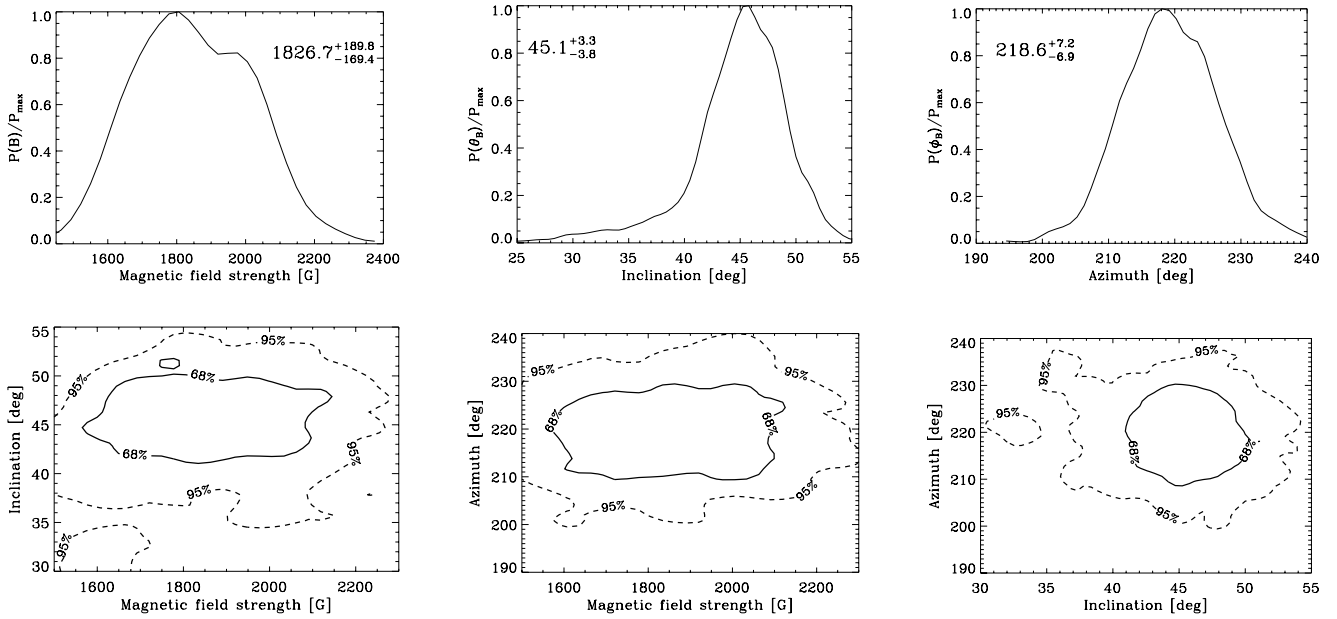 1.0
0.8
0.6
0.4
0.2
0.0
P(B)/Pmax
1826.7 +189.8 -169.4
1600 1800 2000 2200 2400
Magnetic field strength [G]
1.0
0.8
0.6
0.4
0.2
0.0
P(θB)/Pmax
45.1 +3.3 -3.8
25 30 35 40 45 50 55
Inclination [deg]
1.0
0.8
0.6
0.4
0.2
0.0
P(ϕB)/Pmax
218.6 +7.2 -6.9
190 200 210 220 230 240
Azimuth [deg]
55
50
45
40
35
30
Inclination [deg]
95%
95%
68%
68%
95%
95%
95%
1600 1800 2000 2200
Magnetic field strength [G]
240
230
220
210
200
190
Azimuth [deg]
95%
95%
68%
68%
95%
95%
1600 1800 2000 2200
Magnetic field strength [G]
240
230
220
210
200
190
Azimuth [deg]
95%
95%
95%
68%
68%
95%
30 35 40 45 50 55
Inclination [deg]